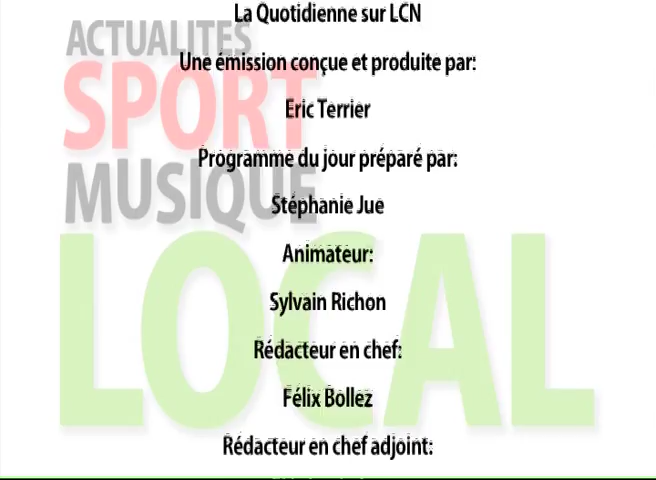 La Quotidienne sur LCN
ACTUALITES
Une émission conçue et produite par:
SPORT
Eric Terrier
Programme du jour préparé par:
MUSIQUE
Stéphanie Jue
LOCAL
Animateur:
Sylvain Richon
Rédacteur en chef:
Félix Bollez
Rédacteur en chef adjoint: